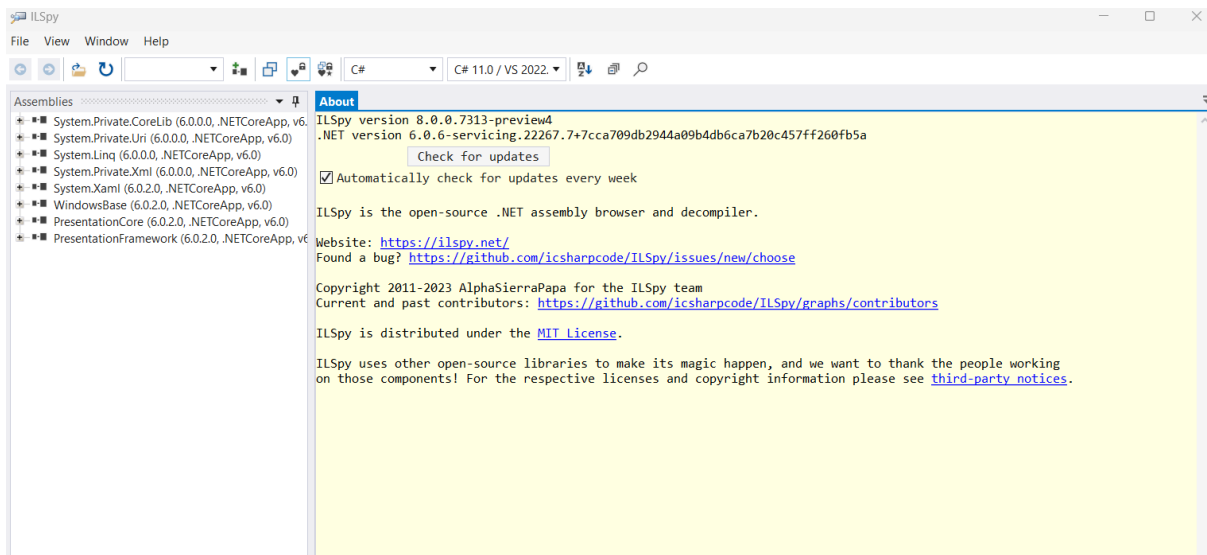 ILSpy
File View Window Help
C# C# 11.0 / VS 2022.
Assemblies
System.Private.CoreLib (6.0.0.0, .NETCoreApp, v6.
System.Private.Uri (6.0.0.0, .NETCoreApp, v6.0)
System.Linq (6.0.0.0, .NETCoreApp, v6.0)
System.Private.Xml (6.0.0.0, .NETCoreApp, v6.0)
System.Xaml (6.0.2.0, .NETCoreApp, v6.0)
WindowsBase (6.0.2.0, .NETCoreApp, v6.0)
PresentationCore (6.0.2.0, .NETCoreApp, v6.0)
PresentationFramework (6.0.2.0, .NETCoreApp, v6
About
ILSpy version 8.0.0.7313-preview4
.NET version 6.0.6-servicing.22267.7+7cca709db2944a09b4db6ca7b20c457ff260fb5a
Check for updates
Automatically check for updates every week
ILSpy is the open-source .NET assembly browser and decompiler.
Website: https://ilspy.net/
Found a bug? https://github.com/icsharpcode/ILSpy/issues/new/choose
Copyright 2011-2023 AlphaSierraPapa for the ILSpy team
Current and past contributors: https://github.com/icsharpcode/ILSpy/graphs/contributors
ILSpy is distributed under the MIT License.
ILSpy uses other open-source libraries to make its magic happen, and we want to thank the people working
on those components! For the respective licenses and copyright information please see third-party notices.